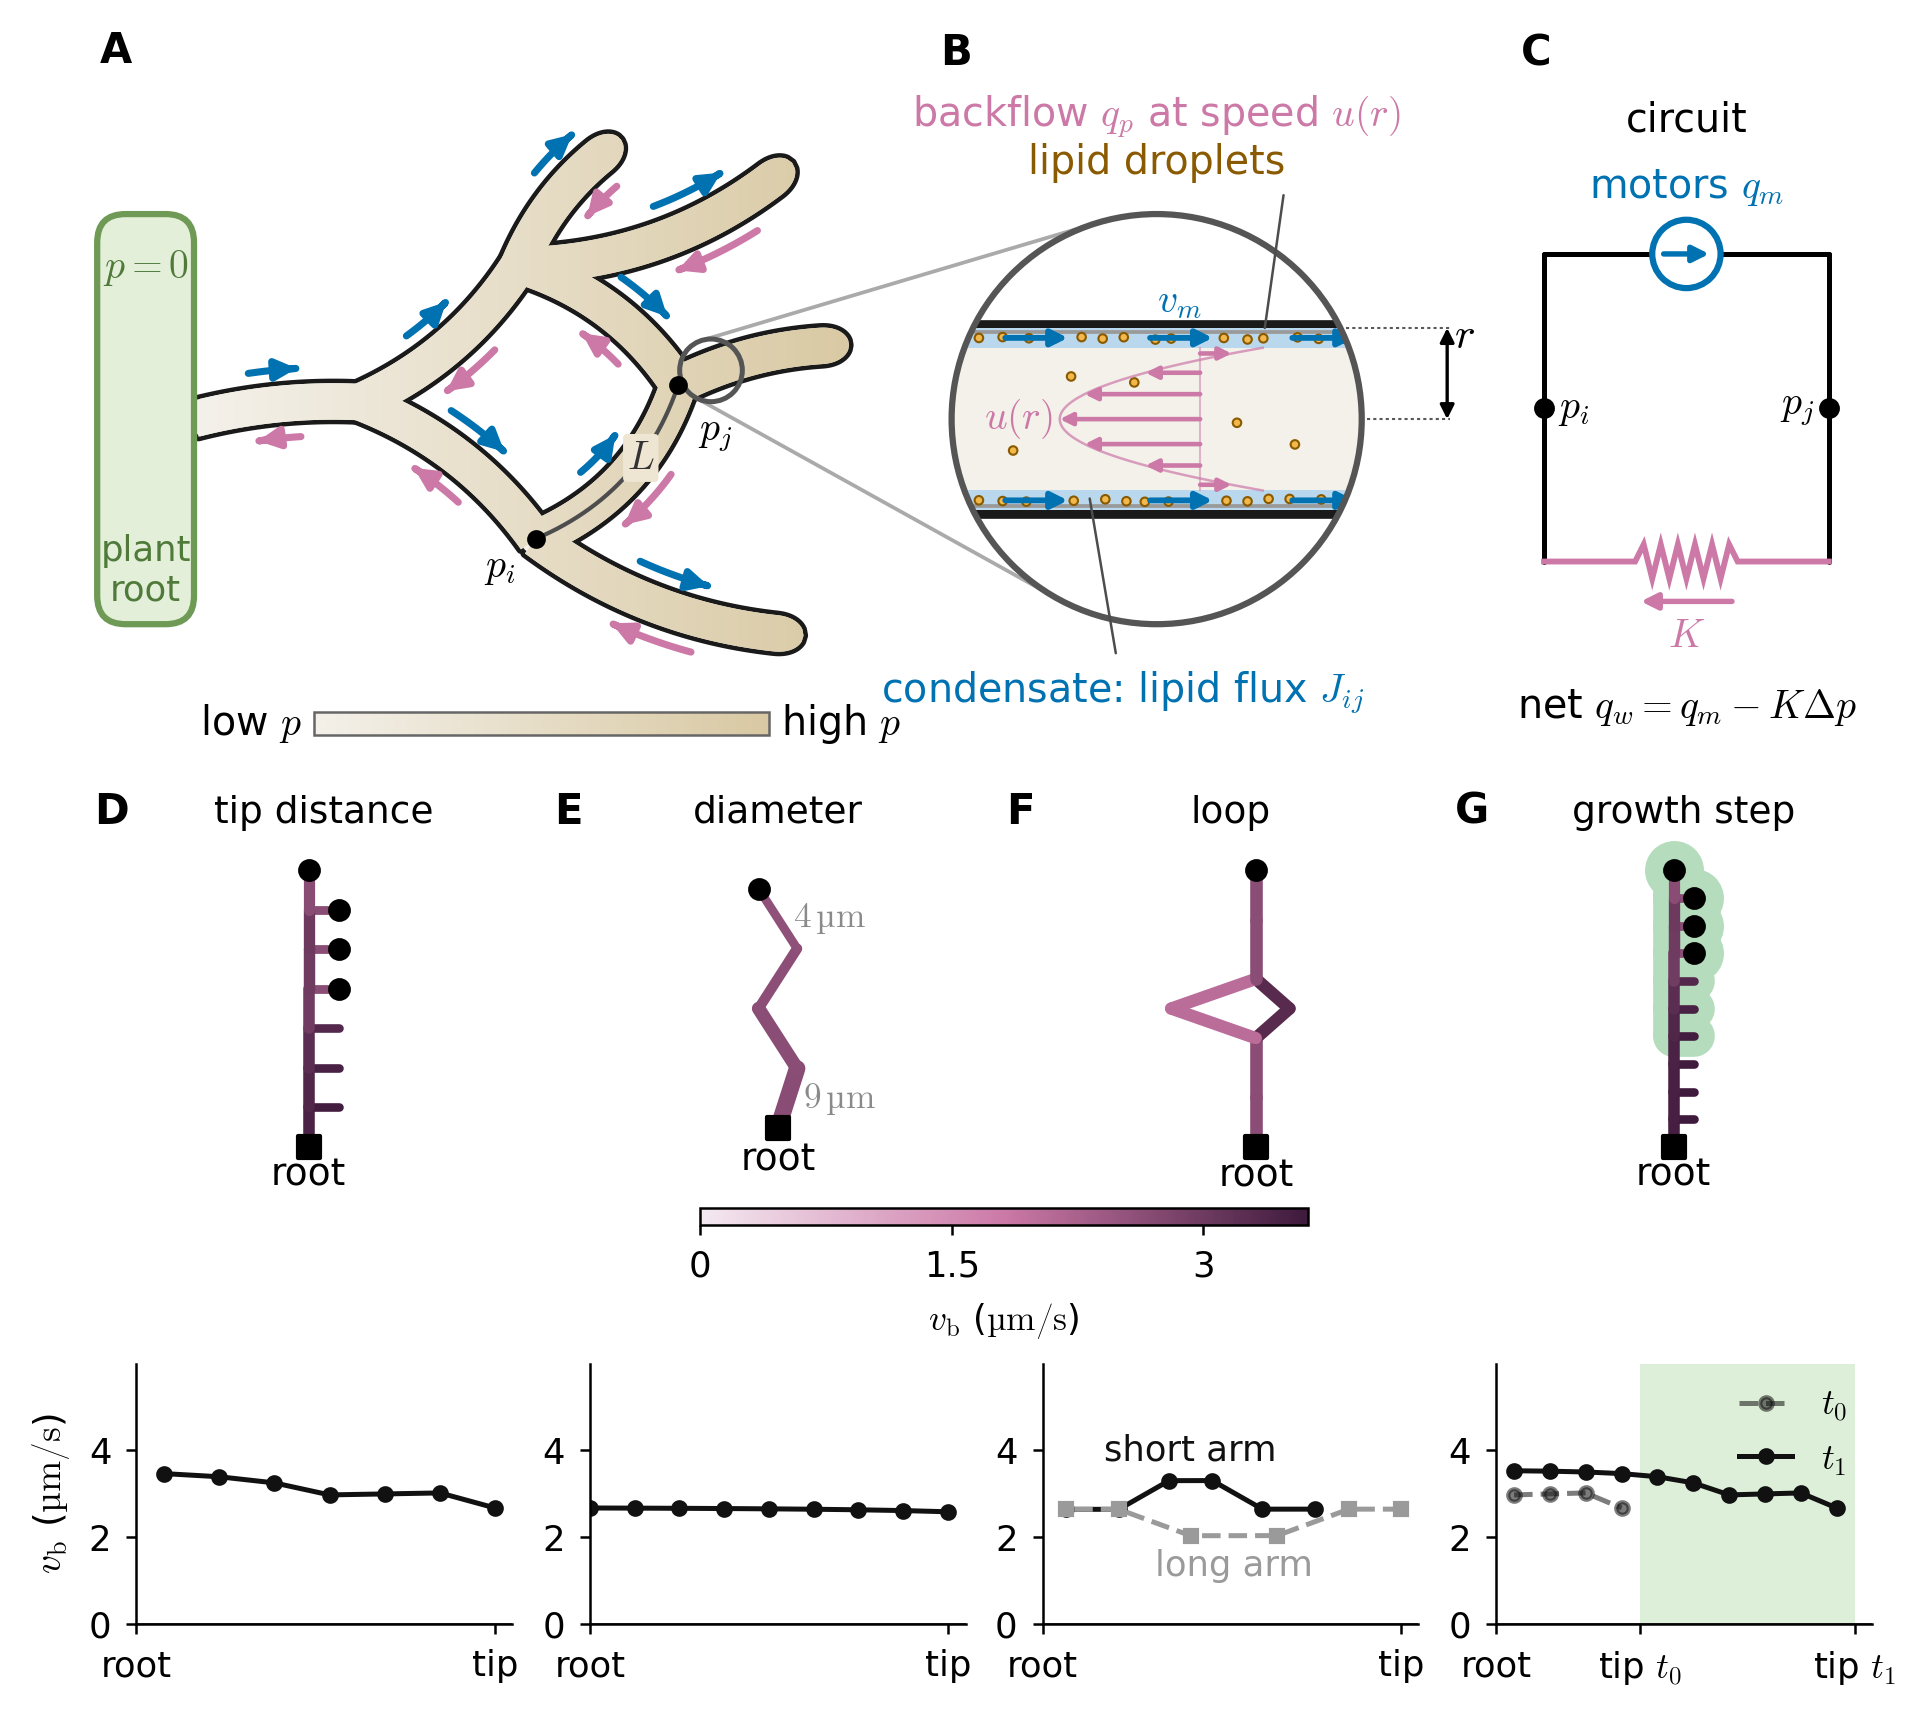 A
B
C
backflow q_p at speed u(r)
lipid droplets
circuit
motors q_m
p = 0
v_m
r
u(r)
p_i
p_j
p_j
L
p_i
plant
root
K
condensate: lipid flux J_ij
net q_w = q_m − KΔp
low p
high p
D
tip distance
E
diameter
F
loop
G
growth step
4 µm
9 µm
root
root
root
root
0
1.5
3
v_b (µm/s)
v_b (µm/s)
4
2
0
root
tip
4
2
0
root
tip
short arm
long arm
4
2
0
root
tip
t_0
t_1
4
2
0
root
tip t_0
tip t_1